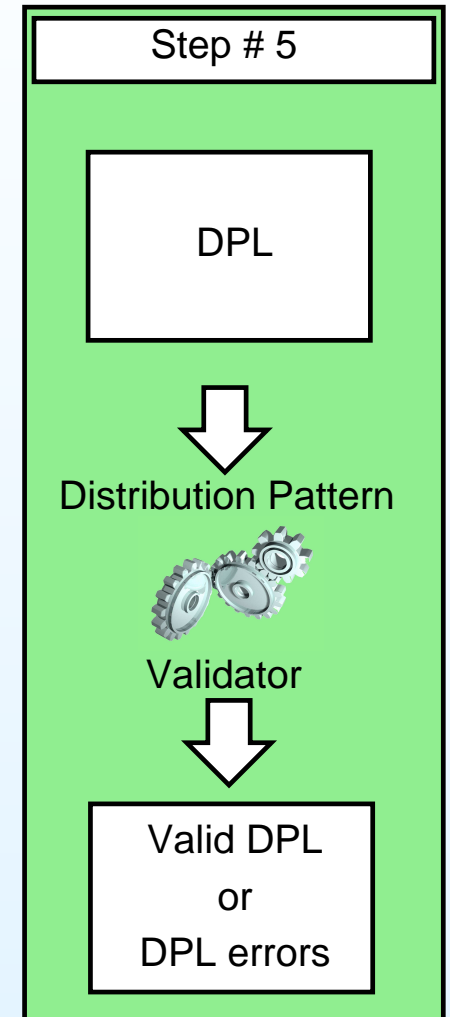 Step # 5
DPL
Distribution Pattern
Validator
Valid DPL
or
DPL errors